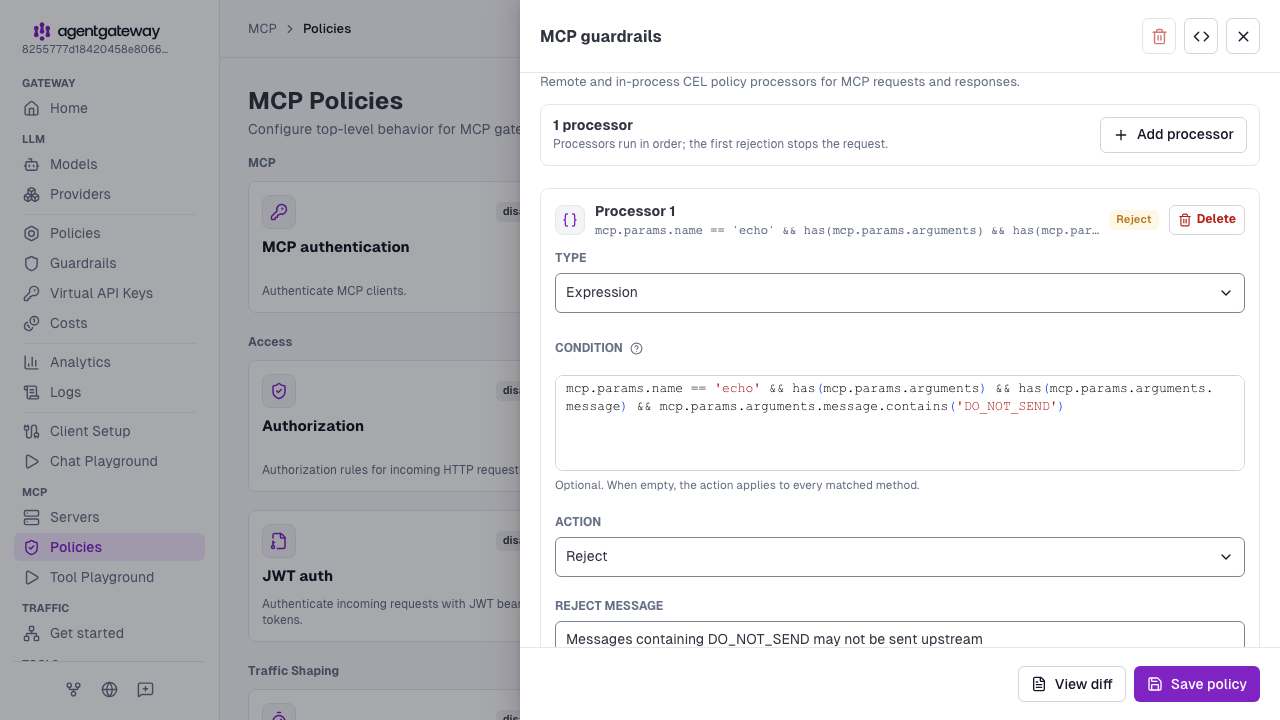 agentgateway
8255777d18420458e8066...
GATEWAY
Home
LLM
Models
Providers
Policies
Guardrails
Virtual API Keys
Costs
Analytics
Logs
Client Setup
Chat Playground
MCP
Servers
Policies
Tool Playground
TRAFFIC
Get started
MCP > Policies
MCP Policies
Configure top-level behavior for MCP gate
MCP
MCP authentication
Authenticate MCP clients.
Access
Authorization
Authorization rules for incoming HTTP request
JWT auth
Authenticate incoming requests with JWT bear
tokens.
Traffic Shaping
MCP guardrails
Remote and in-process CEL policy processors for MCP requests and responses.
1 processor
Processors run in order; the first rejection stops the request.
Add processor
Processor 1
mcp.params.name == 'echo' && has(mcp.params.arguments) && has(mcp.par…
Reject
Delete
TYPE
Expression
CONDITION
mcp.params.name == 'echo' && has(mcp.params.arguments) && has(mcp.params.arguments.
message) && mcp.params.arguments.message.contains('DO_NOT_SEND')
Optional. When empty, the action applies to every matched method.
ACTION
Reject
REJECT MESSAGE
Messages containing DO_NOT_SEND may not be sent upstream
View diff
Save policy